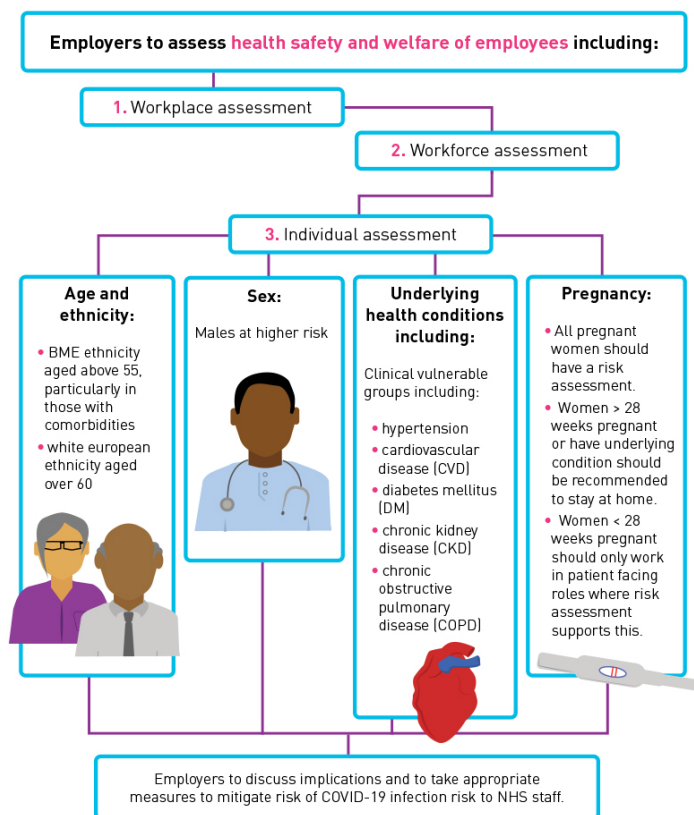 Employers to assess health safety and welfare of employees including:
1. Workplace assessment
2. Workforce assessment
3. Individual assessment
Age and
ethnicity:
• BME ethnicity
aged above 55,
particularly in
those with
comorbidities
• white european
ethnicity aged
over 60
Sex:
Males at higher risk
Underlying
health conditions
including:
Clinical vulnerable
groups including:
• hypertension
• cardiovascular
disease (CVD)
• diabetes mellitus
(DM)
• chronic kidney
disease (CKD)
• chronic
obstructive
pulmonary
disease (COPD)
Pregnancy:
• All pregnant
women should
have a risk
assessment.
• Women > 28
weeks pregnant
or have underlying
condition should
be recommended
to stay at home.
• Women < 28
weeks pregnant
should only work
in patient facing
roles where risk
assessment
supports this.
Employers to discuss implications and to take appropriate
measures to mitigate risk of COVID-19 infection risk to NHS staff.